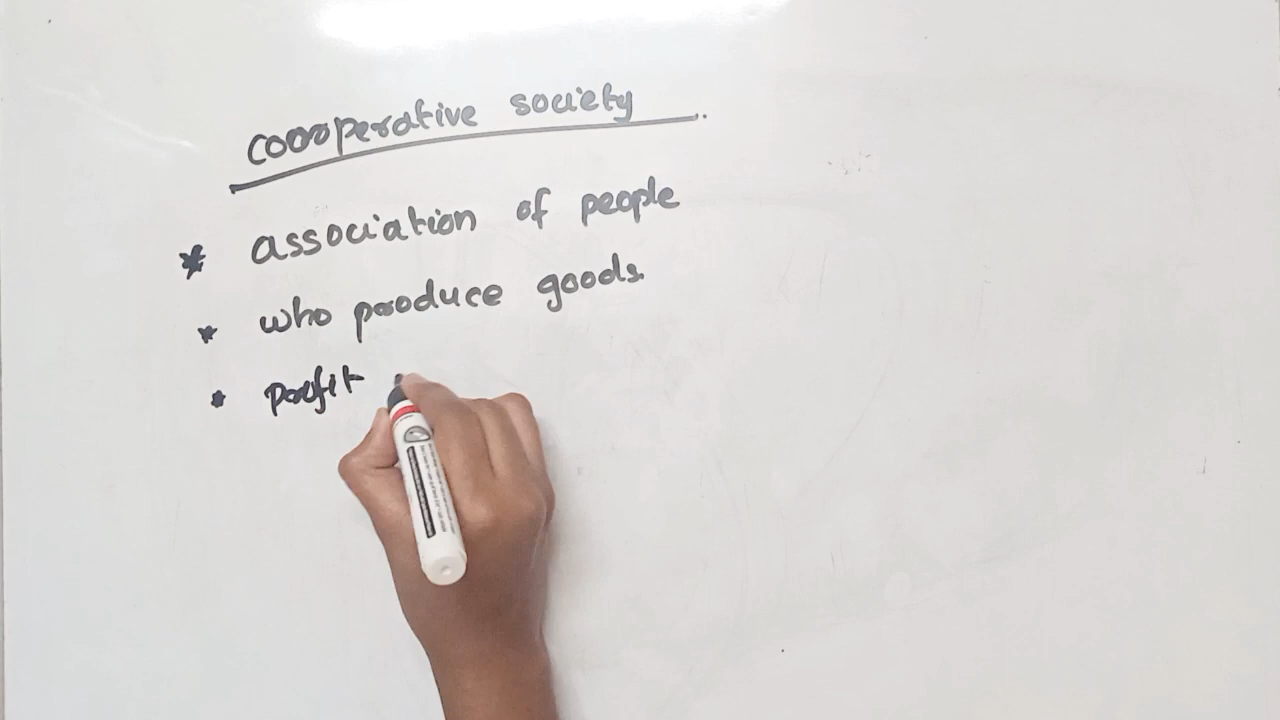 cooperative society.
* association of people
* who produce goods.
* profit